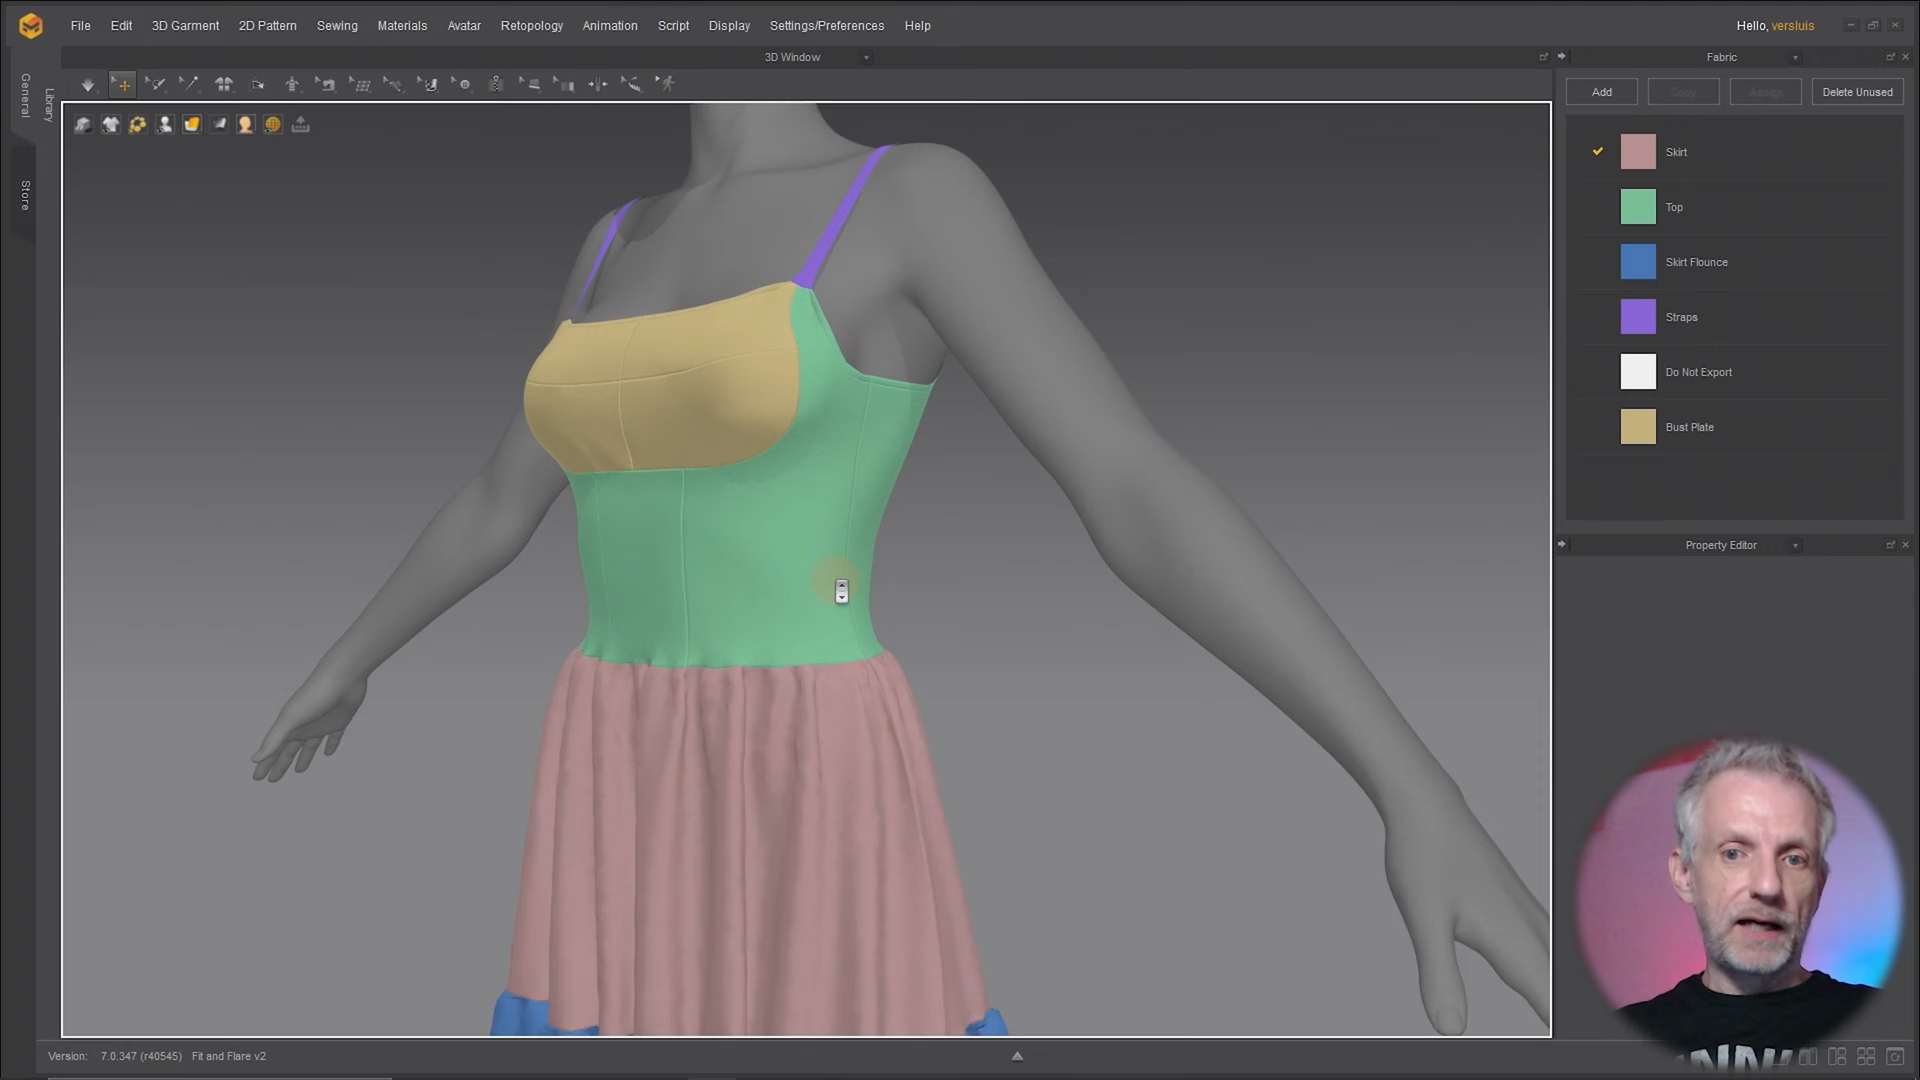 File Edit 3D Garment 2D Pattern Sewing Materials Avatar Retopology Animation Script Display Settings/Preferences Help
Hello, versluis
3D Window
Fabric
General
Library
Store
Add Copy Assign Delete Unused
Skirt
Top
Skirt Flounce
Straps
Do Not Export
Bust Plate
Property Editor
Version: 7.0.347 (r40545) Fit and Flare v2